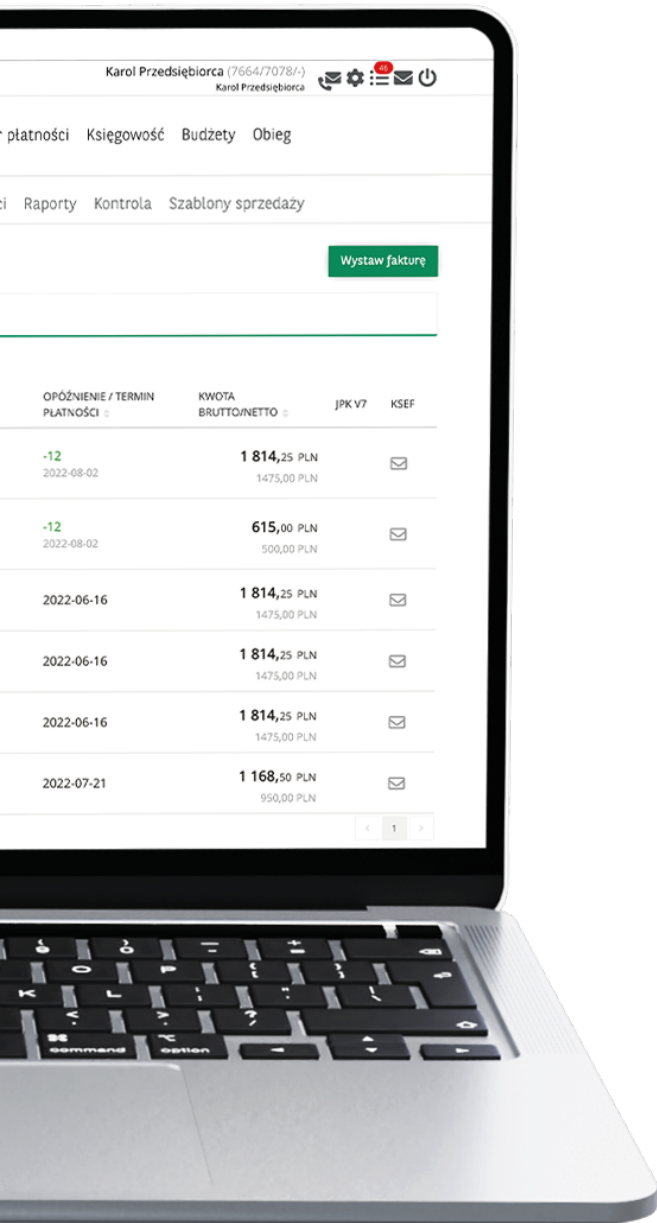 Karol Przedsiębiorca (7664/7078/-)
46
Karol Przedsiębiorca
płatności Księgowość Budżety Obieg
Raporty Kontrola Szablony sprzedaży
Wystaw fakturę
OPÓŹNIENIE / TERMIN PŁATNOŚCI
KWOTA BRUTTO/NETTO
JPK V7 KSEF
-12 1 814,25 PLN
2022-08-02 1475,00 PLN
-12 615,00 PLN
2022-08-02 500,00 PLN
2022-06-16 1 814,25 PLN
1475,00 PLN
2022-06-16 1 814,25 PLN
1475,00 PLN
2022-06-16 1 814,25 PLN
1475,00 PLN
2022-07-21 1 168,50 PLN
950,00 PLN
< 1 >
6 0 - + =
O P { }
K L : ; "
< > ? /
⌘ ⌥
command option